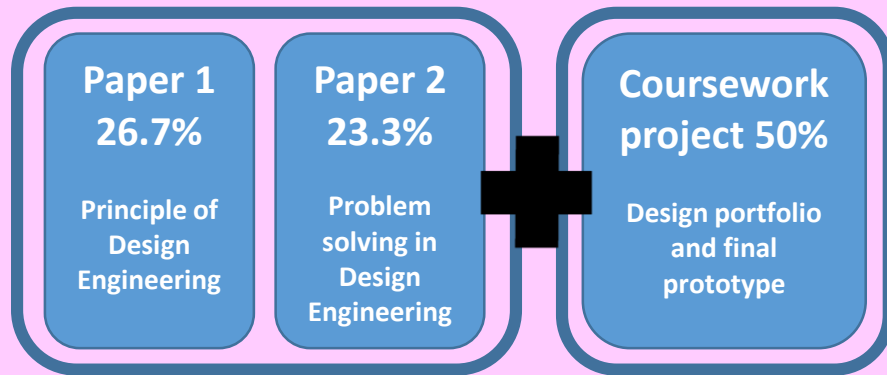 Paper 1
26.7%
Principle of
Design
Engineering
Paper 2
23.3%
Problem
solving in
Design
Engineering
Coursework
project 50%
Design portfolio
and final
prototype